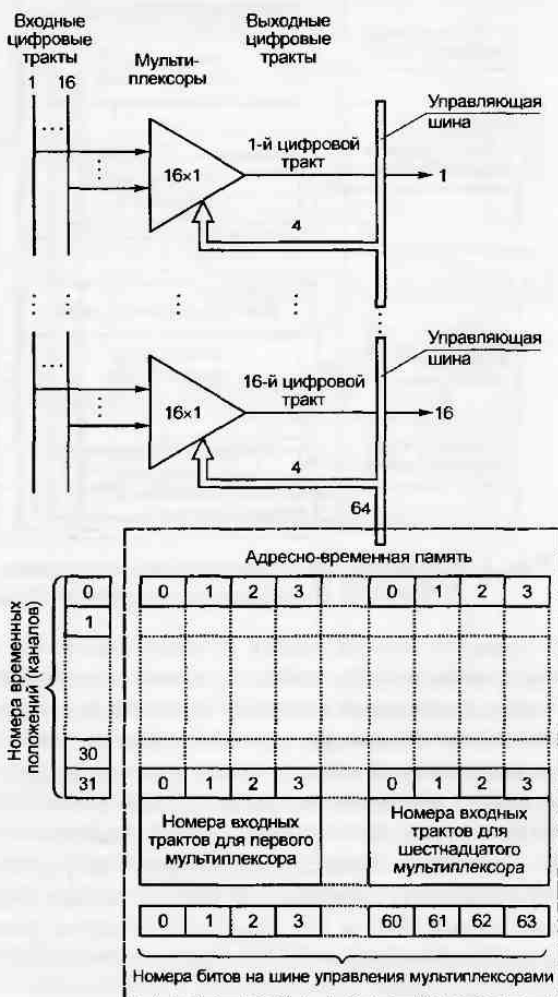 Входные
цифровые
тракты
1 16
Мульти-
плексоры
Выходные
цифровые
тракты
Управляющая
шина
1-й цифровой
тракт
16×1
1
4
Управляющая
шина
16-й цифровой
тракт
16×1
16
4
64
Адресно-временная память
Номера временных
положений (каналов)
0
0 1 2 3 0 1 2 3
1
30
31
0 1 2 3 0 1 2 3
Номера входных
трактов для первого
мультиплексора
Номера входных
трактов для
шестнадцатого
мультиплексора
0 1 2 3 60 61 62 63
Номера битов на шине управления мультиплексорами